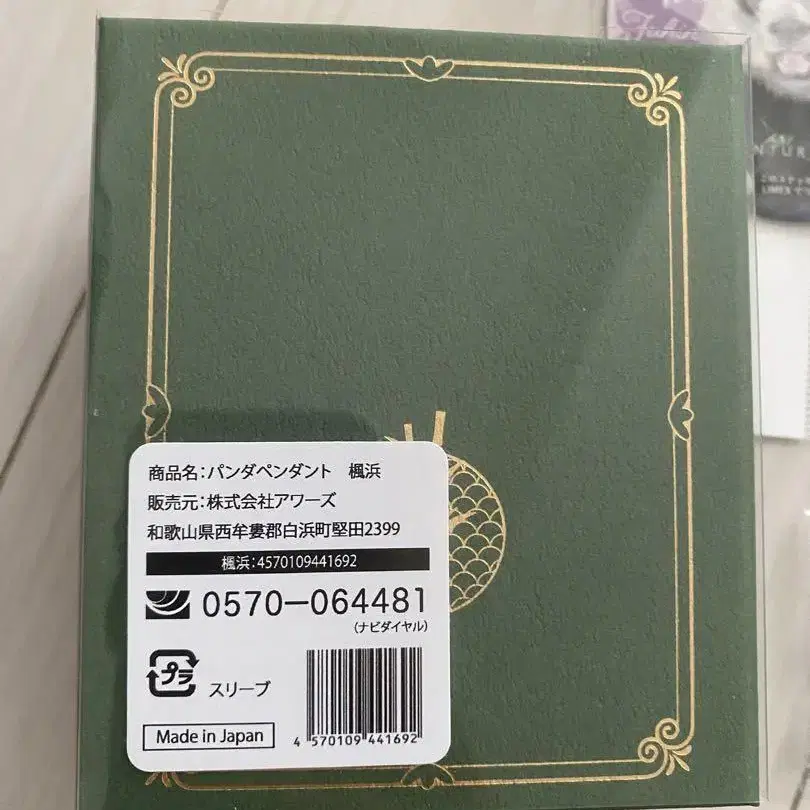 商品名:パンダペンダント 楓浜
販売元:株式会社アワーズ
和歌山県西牟婁郡白浜町堅田2399
楓浜:4570109441692
0570-064481
(ナビダイヤル)
プラ
スリーブ
Made in Japan
4 570109 441692